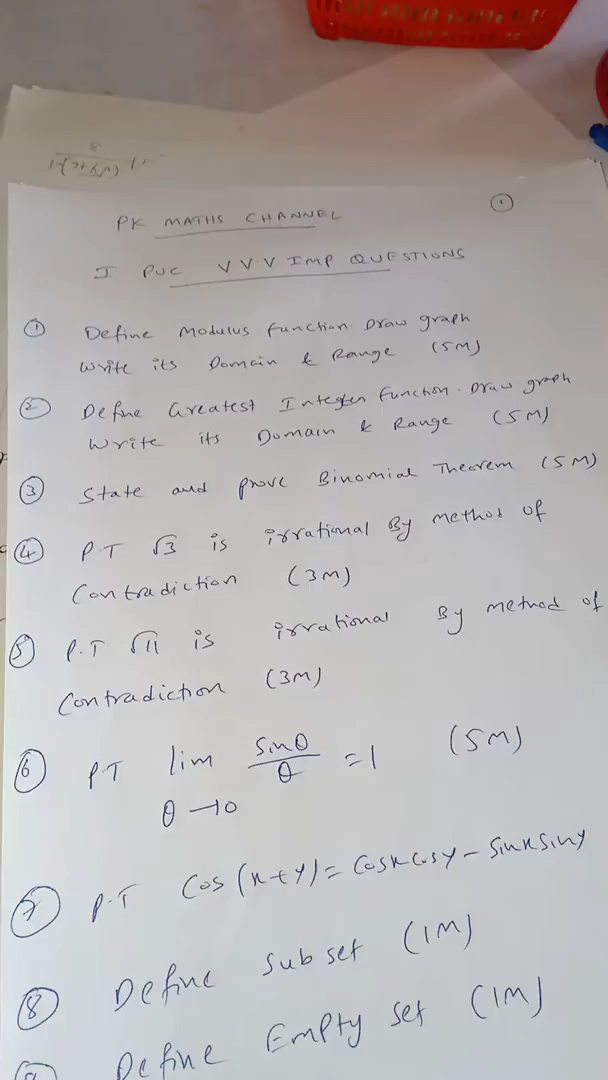 ①
PK MATHS CHANNEL
I PUC V V.V IMP QUESTIONS
① Define Modulus function Draw graph
write its Domain & Range (5M)
② Define Greatest Integer Function. Draw graph
Write its Domain & Range (5M)
③ State and prove Binomial Theorem (5M)
④ P.T √3 is irrational By method of
Contradiction (3M)
⑤ P.T √11 is irrational By method of
Contradiction (3M)
⑥ PT lim sinθ/θ = 1 (5M)
θ→0
⑦ P.T Cos(x+y) = Cosx Cosy - Sinx Siny
⑧ Define Sub set (1M)
⑨ Define Empty set (1M)